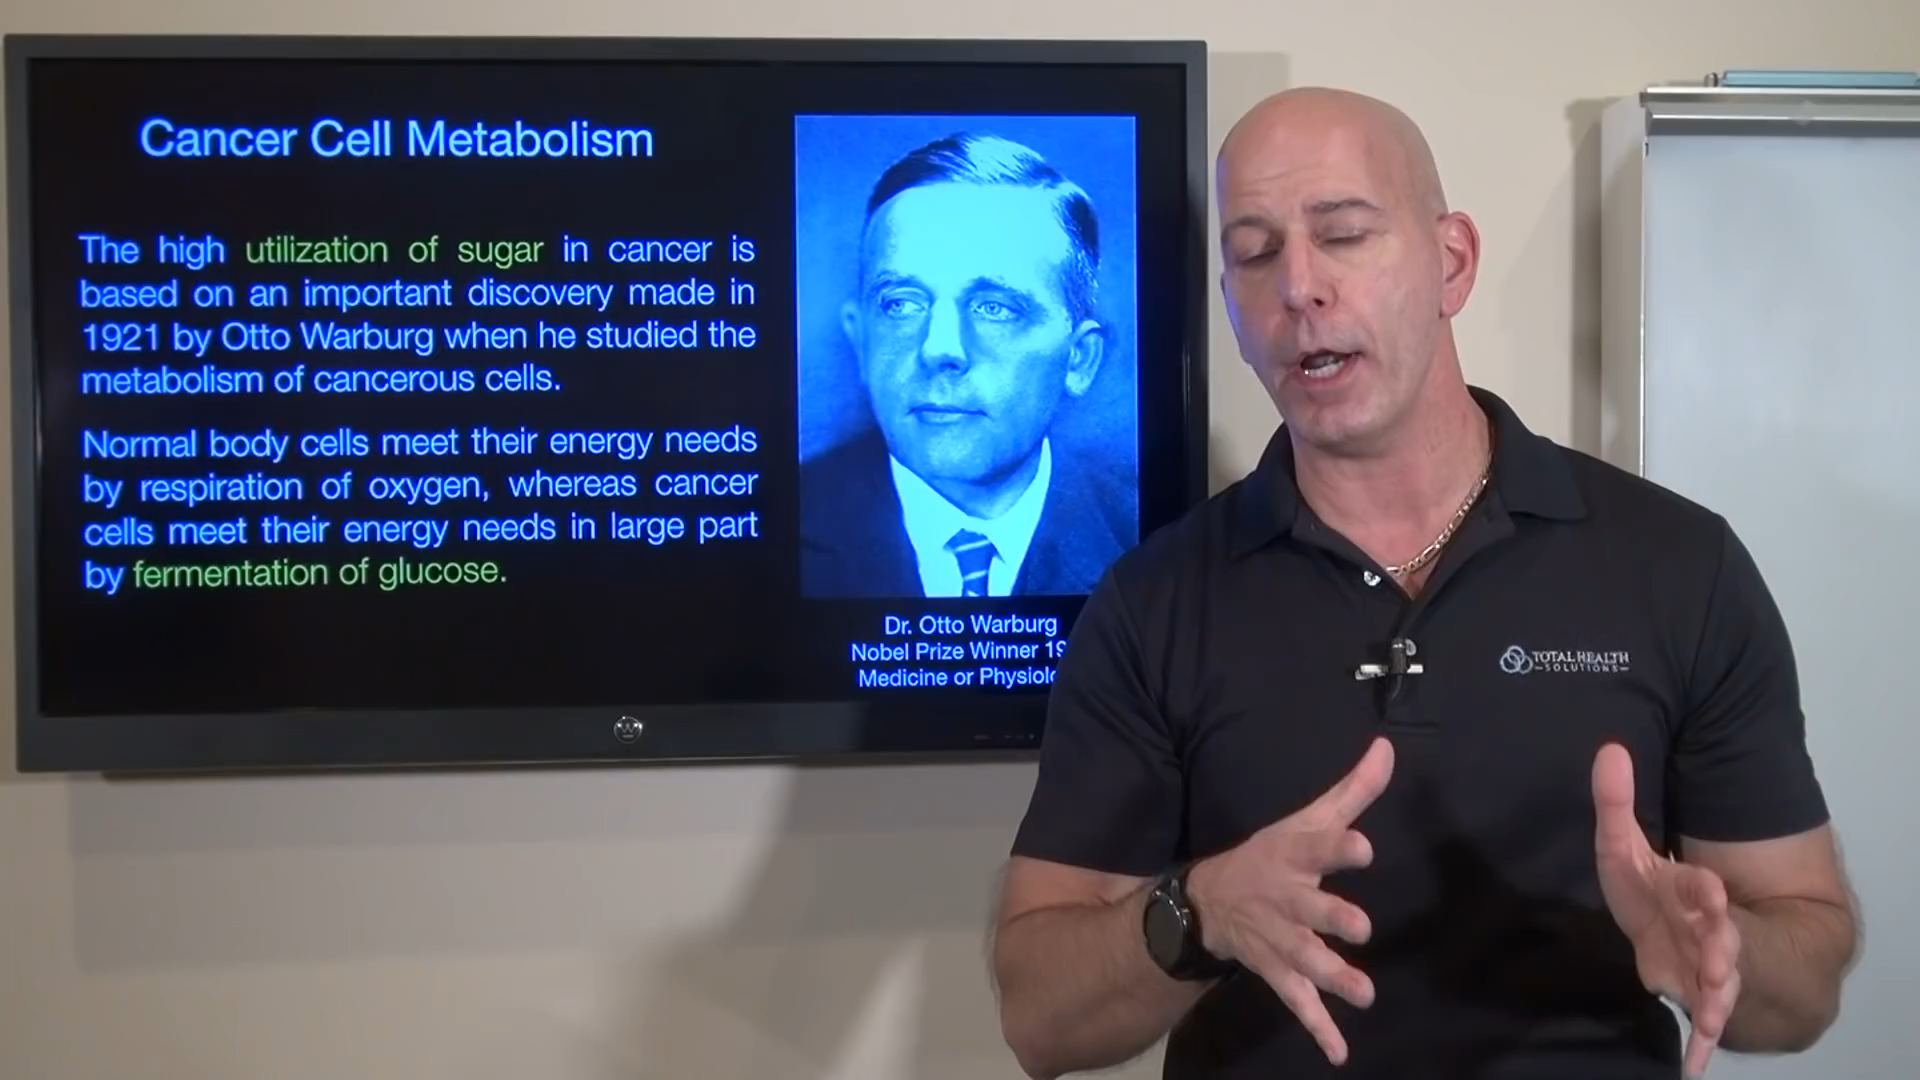 Cancer Cell Metabolism
The high utilization of sugar in cancer is
based on an important discovery made in
1921 by Otto Warburg when he studied the
metabolism of cancerous cells.
Normal body cells meet their energy needs
by respiration of oxygen, whereas cancer
cells meet their energy needs in large part
by fermentation of glucose.
Dr. Otto Warburg
Nobel Prize Winner 19
Medicine or Physiolo
TOTAL HEALTH
SOLUTIONS